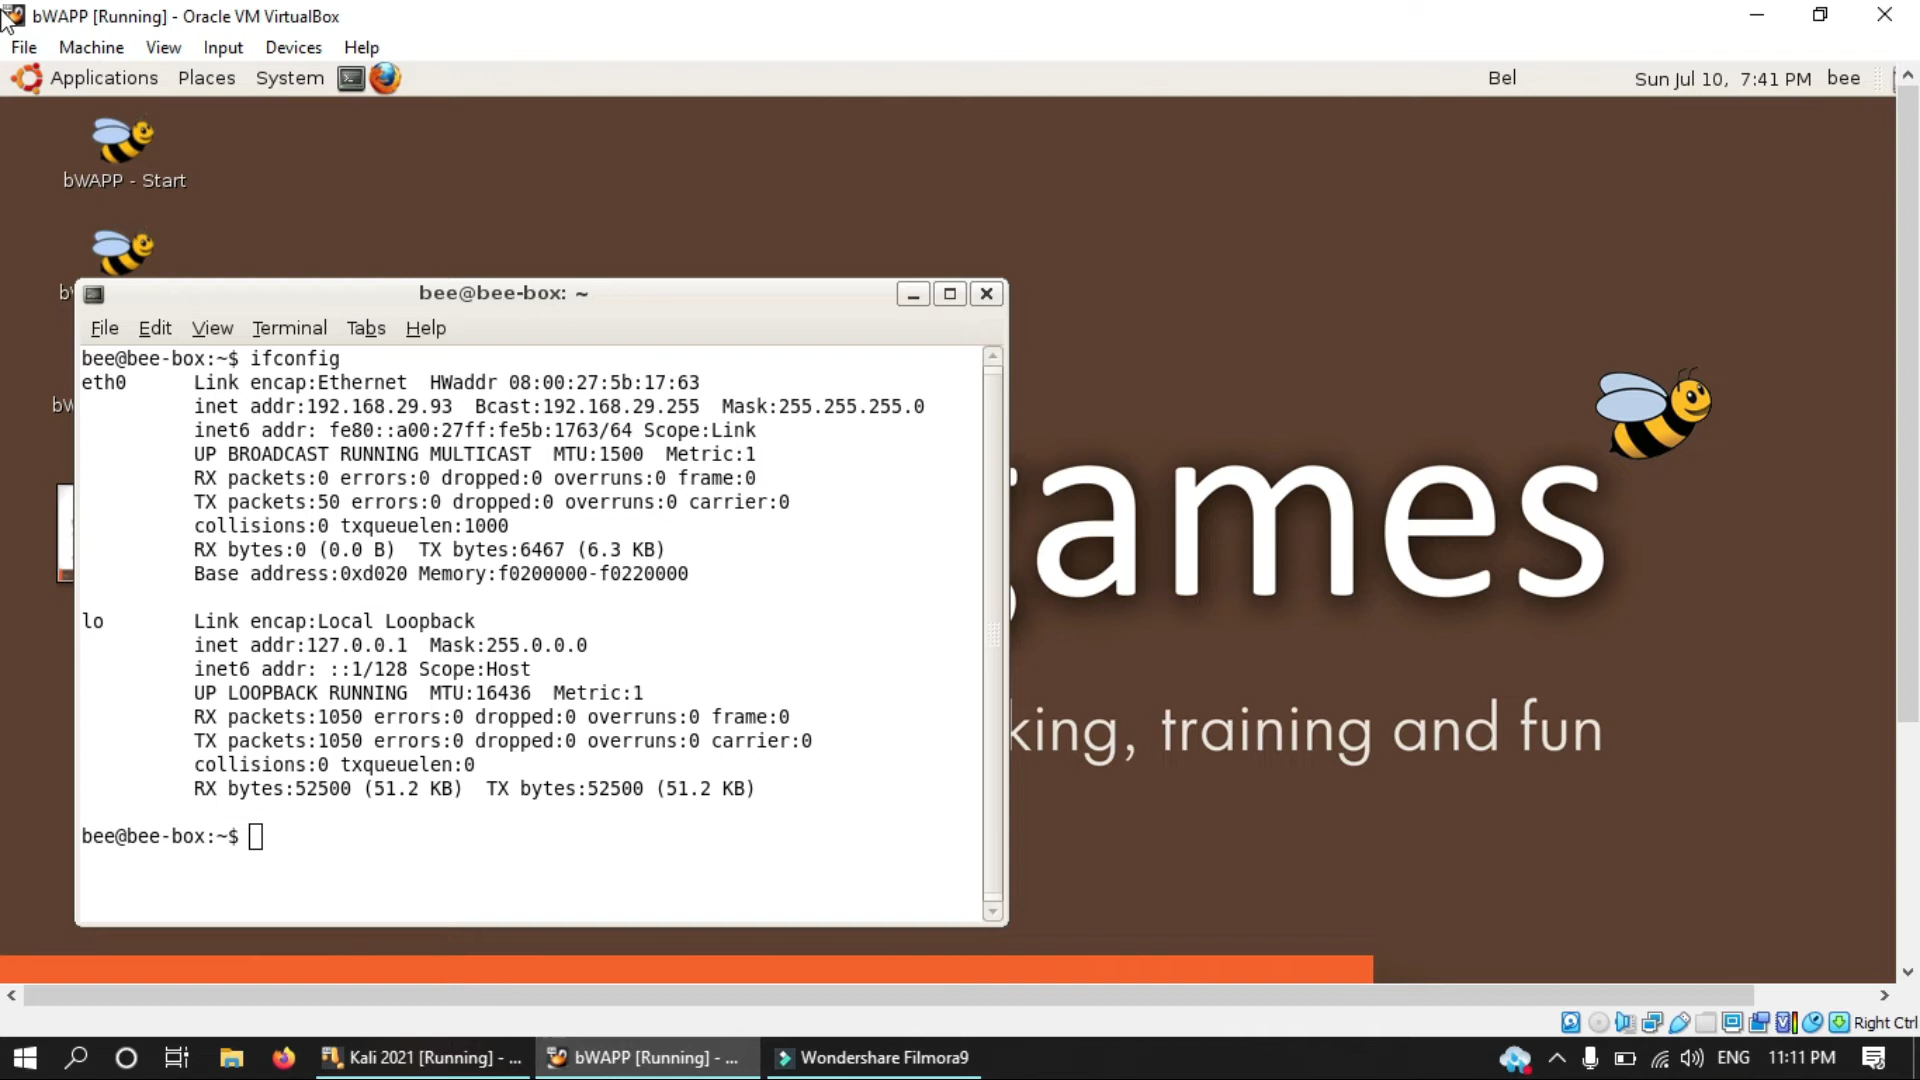 bWAPP [Running] - Oracle VM VirtualBox
File Machine View Input Devices Help
Applications Places System Bel Sun Jul 10, 7:41 PM bee
bWAPP - Start
bee@bee-box: ~
File Edit View Terminal Tabs Help
bee@bee-box:~$ ifconfig
eth0 Link encap:Ethernet HWaddr 08:00:27:5b:17:63
inet addr:192.168.29.93 Bcast:192.168.29.255 Mask:255.255.255.0
inet6 addr: fe80::a00:27ff:fe5b:1763/64 Scope:Link
UP BROADCAST RUNNING MULTICAST MTU:1500 Metric:1
RX packets:0 errors:0 dropped:0 overruns:0 frame:0
TX packets:50 errors:0 dropped:0 overruns:0 carrier:0
collisions:0 txqueuelen:1000
RX bytes:0 (0.0 B) TX bytes:6467 (6.3 KB)
Base address:0xd020 Memory:f0200000-f0220000
lo Link encap:Local Loopback
inet addr:127.0.0.1 Mask:255.0.0.0
inet6 addr: ::1/128 Scope:Host
UP LOOPBACK RUNNING MTU:16436 Metric:1
RX packets:1050 errors:0 dropped:0 overruns:0 frame:0
TX packets:1050 errors:0 dropped:0 overruns:0 carrier:0
collisions:0 txqueuelen:0
RX bytes:52500 (51.2 KB) TX bytes:52500 (51.2 KB)
bee@bee-box:~$
games
king, training and fun
Right Ctrl
Kali 2021 [Running] - ... bWAPP [Running] - ... Wondershare Filmora9 ENG 11:11 PM